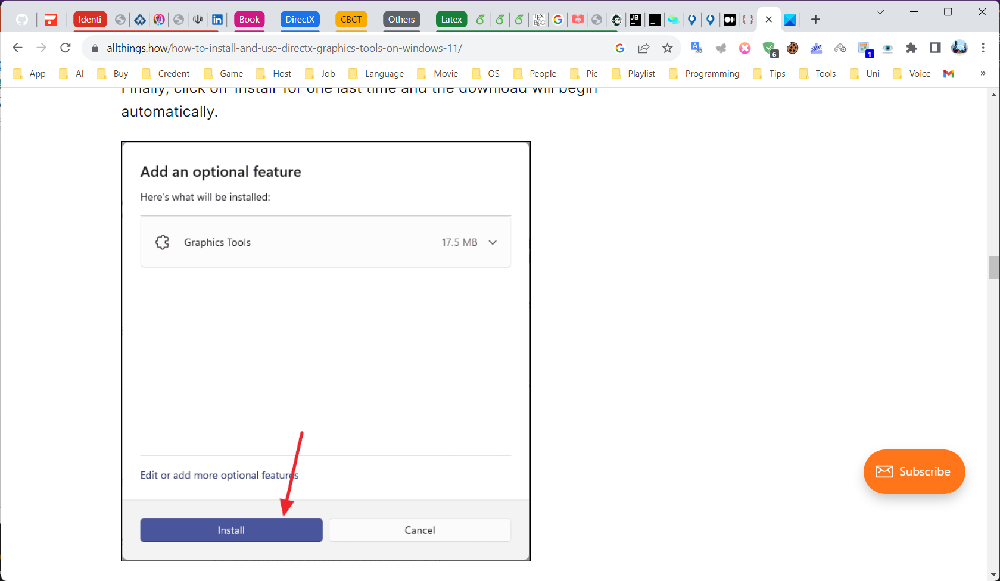 Identi Book DirectX CBCT Others Latex
allthings.how/how-to-install-and-use-directx-graphics-tools-on-windows-11/
App AI Buy Credent Game Host Job Language Movie OS People Pic Playlist Programming Tips Tools Uni Voice »
Finally, click on 'Install' for one last time and the download will begin
automatically.
Add an optional feature
Here's what will be installed:
Graphics Tools 17.5 MB
Edit or add more optional features
Install Cancel
Subscribe